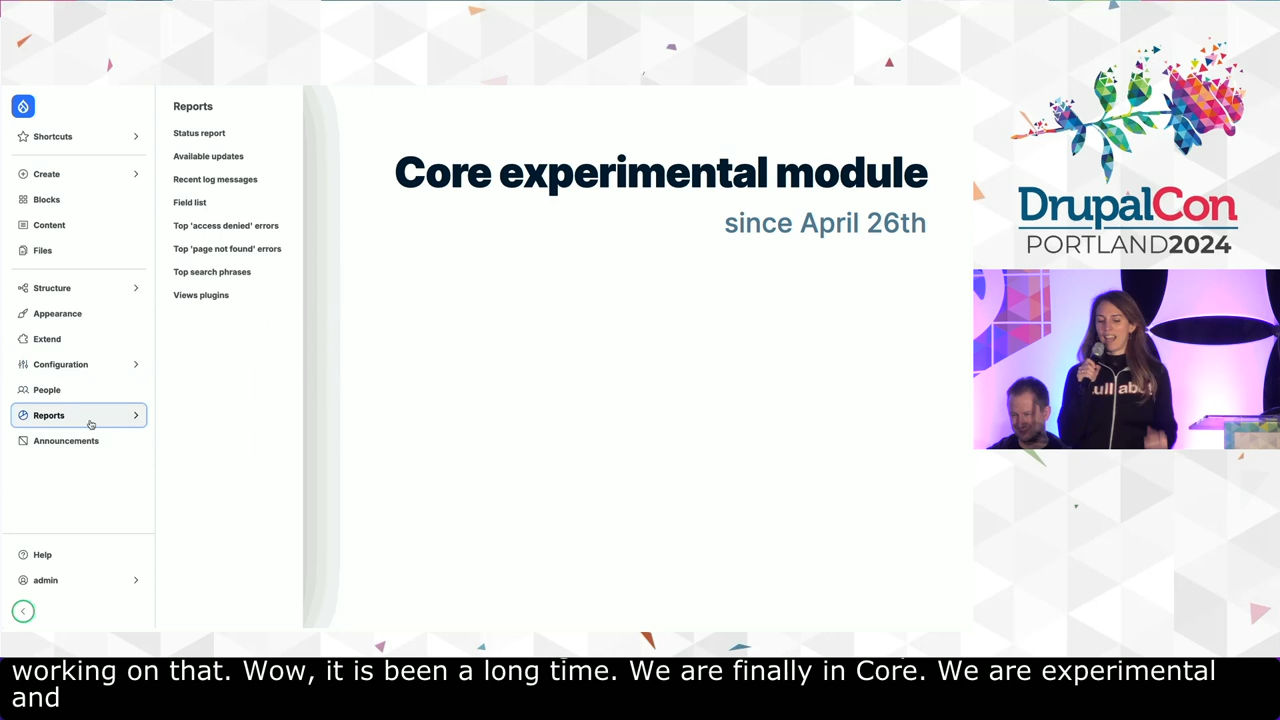 Shortcuts
Create
Blocks
Content
Files
Structure
Appearance
Extend
Configuration
People
Reports
Announcements
Help
admin
Reports
Status report
Available updates
Recent log messages
Field list
Top 'access denied' errors
Top 'page not found' errors
Top search phrases
Views plugins
Core experimental module
since April 26th
DrupalCon
PORTLAND2024
working on that. Wow, it is been a long time. We are finally in Core. We are experimental
and